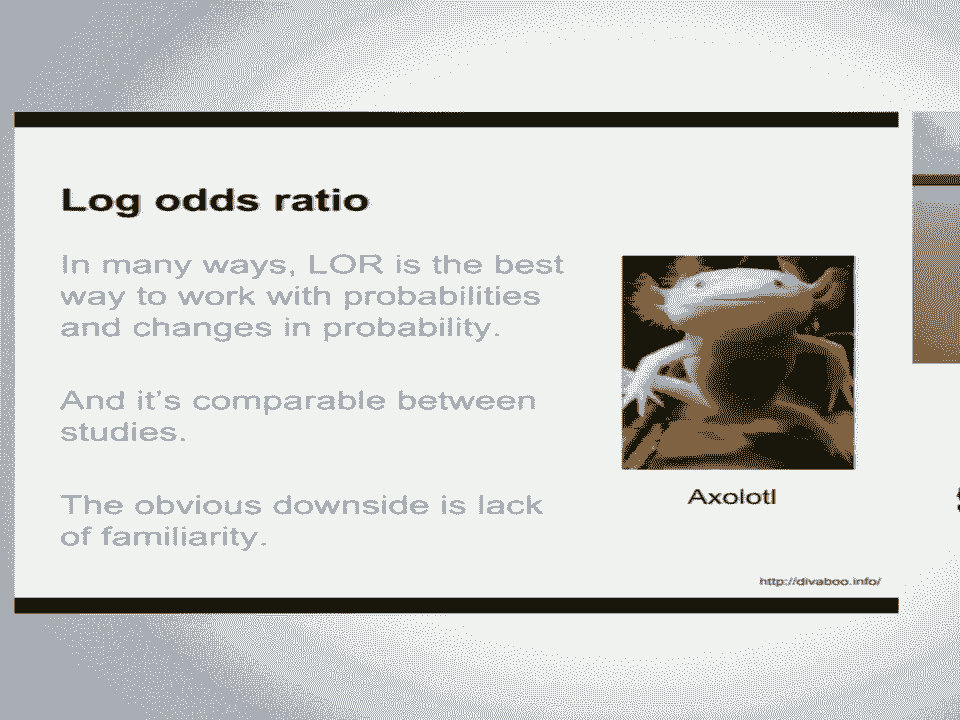 Log odds ratio
In many ways, LOR is the best
way to work with probabilities
and changes in probability.
And it's comparable between
studies.
The obvious downside is lack
of familiarity.
Axolotl
http://divaboo.info/